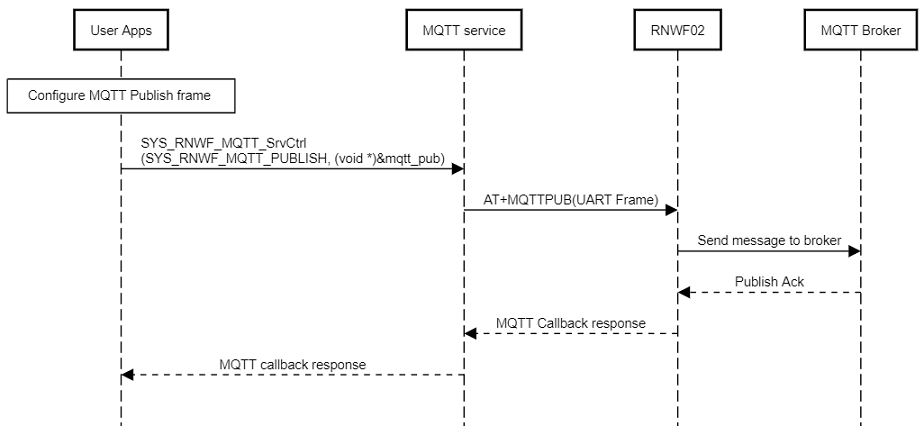 User Apps
MQTT service
RNWF02
MQTT Broker
Configure MQTT Publish frame
SYS_RNWF_MQTT_SrvCtrl
(SYS_RNWF_MQTT_PUBLISH, (void *)&mqtt_pub)
AT+MQTTPUB(UART Frame)
Send message to broker
Publish Ack
MQTT Callback response
MQTT callback response